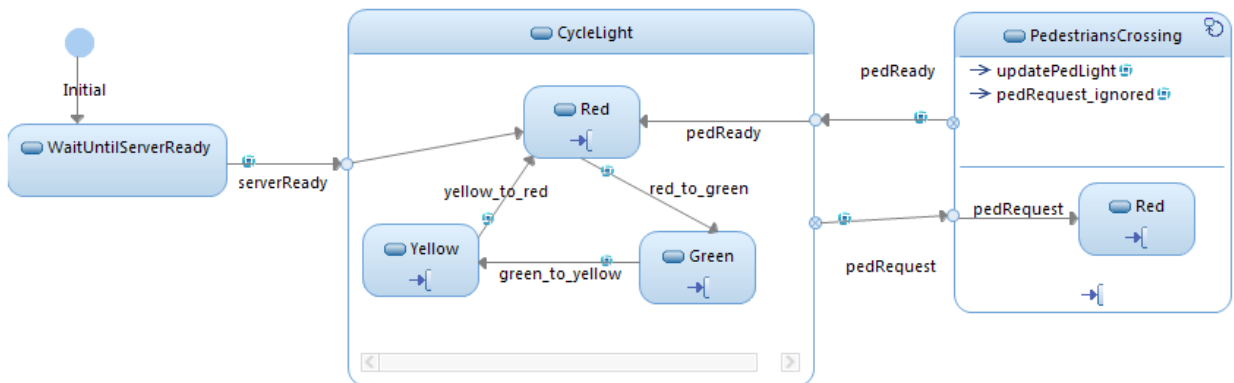 CycleLight
PedestriansCrossing
pedReady
updatePedLight
pedRequest_ignored
Initial
Red
pedReady
WaitUntilServerReady
serverReady
yellow_to_red
red_to_green
pedRequest
Red
Yellow
Green
green_to_yellow
pedRequest